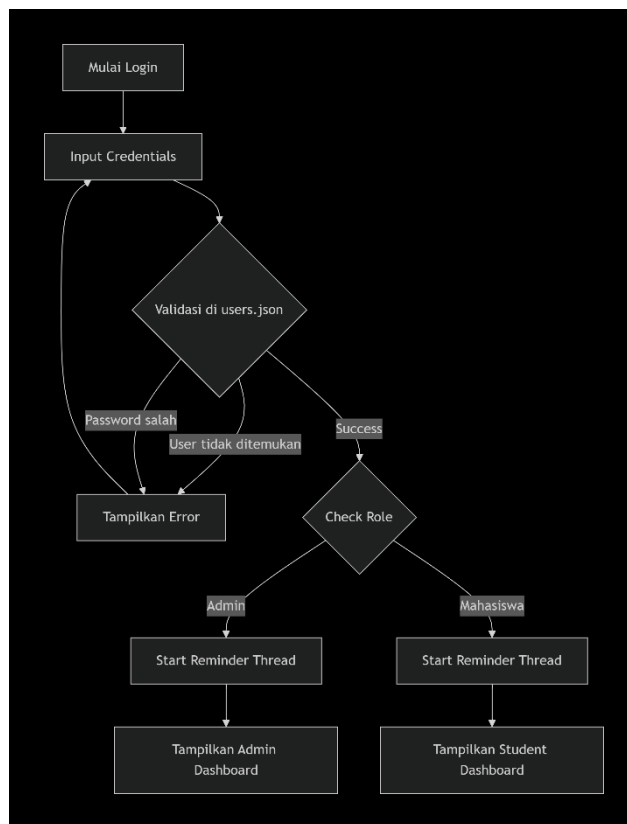 Mulai Login
Input Credentials
Validasi di users.json
Password salah
User tidak ditemukan
Success
Tampilkan Error
Check Role
Admin
Mahasiswa
Start Reminder Thread
Start Reminder Thread
Tampilkan Admin
Dashboard
Tampilkan Student
Dashboard